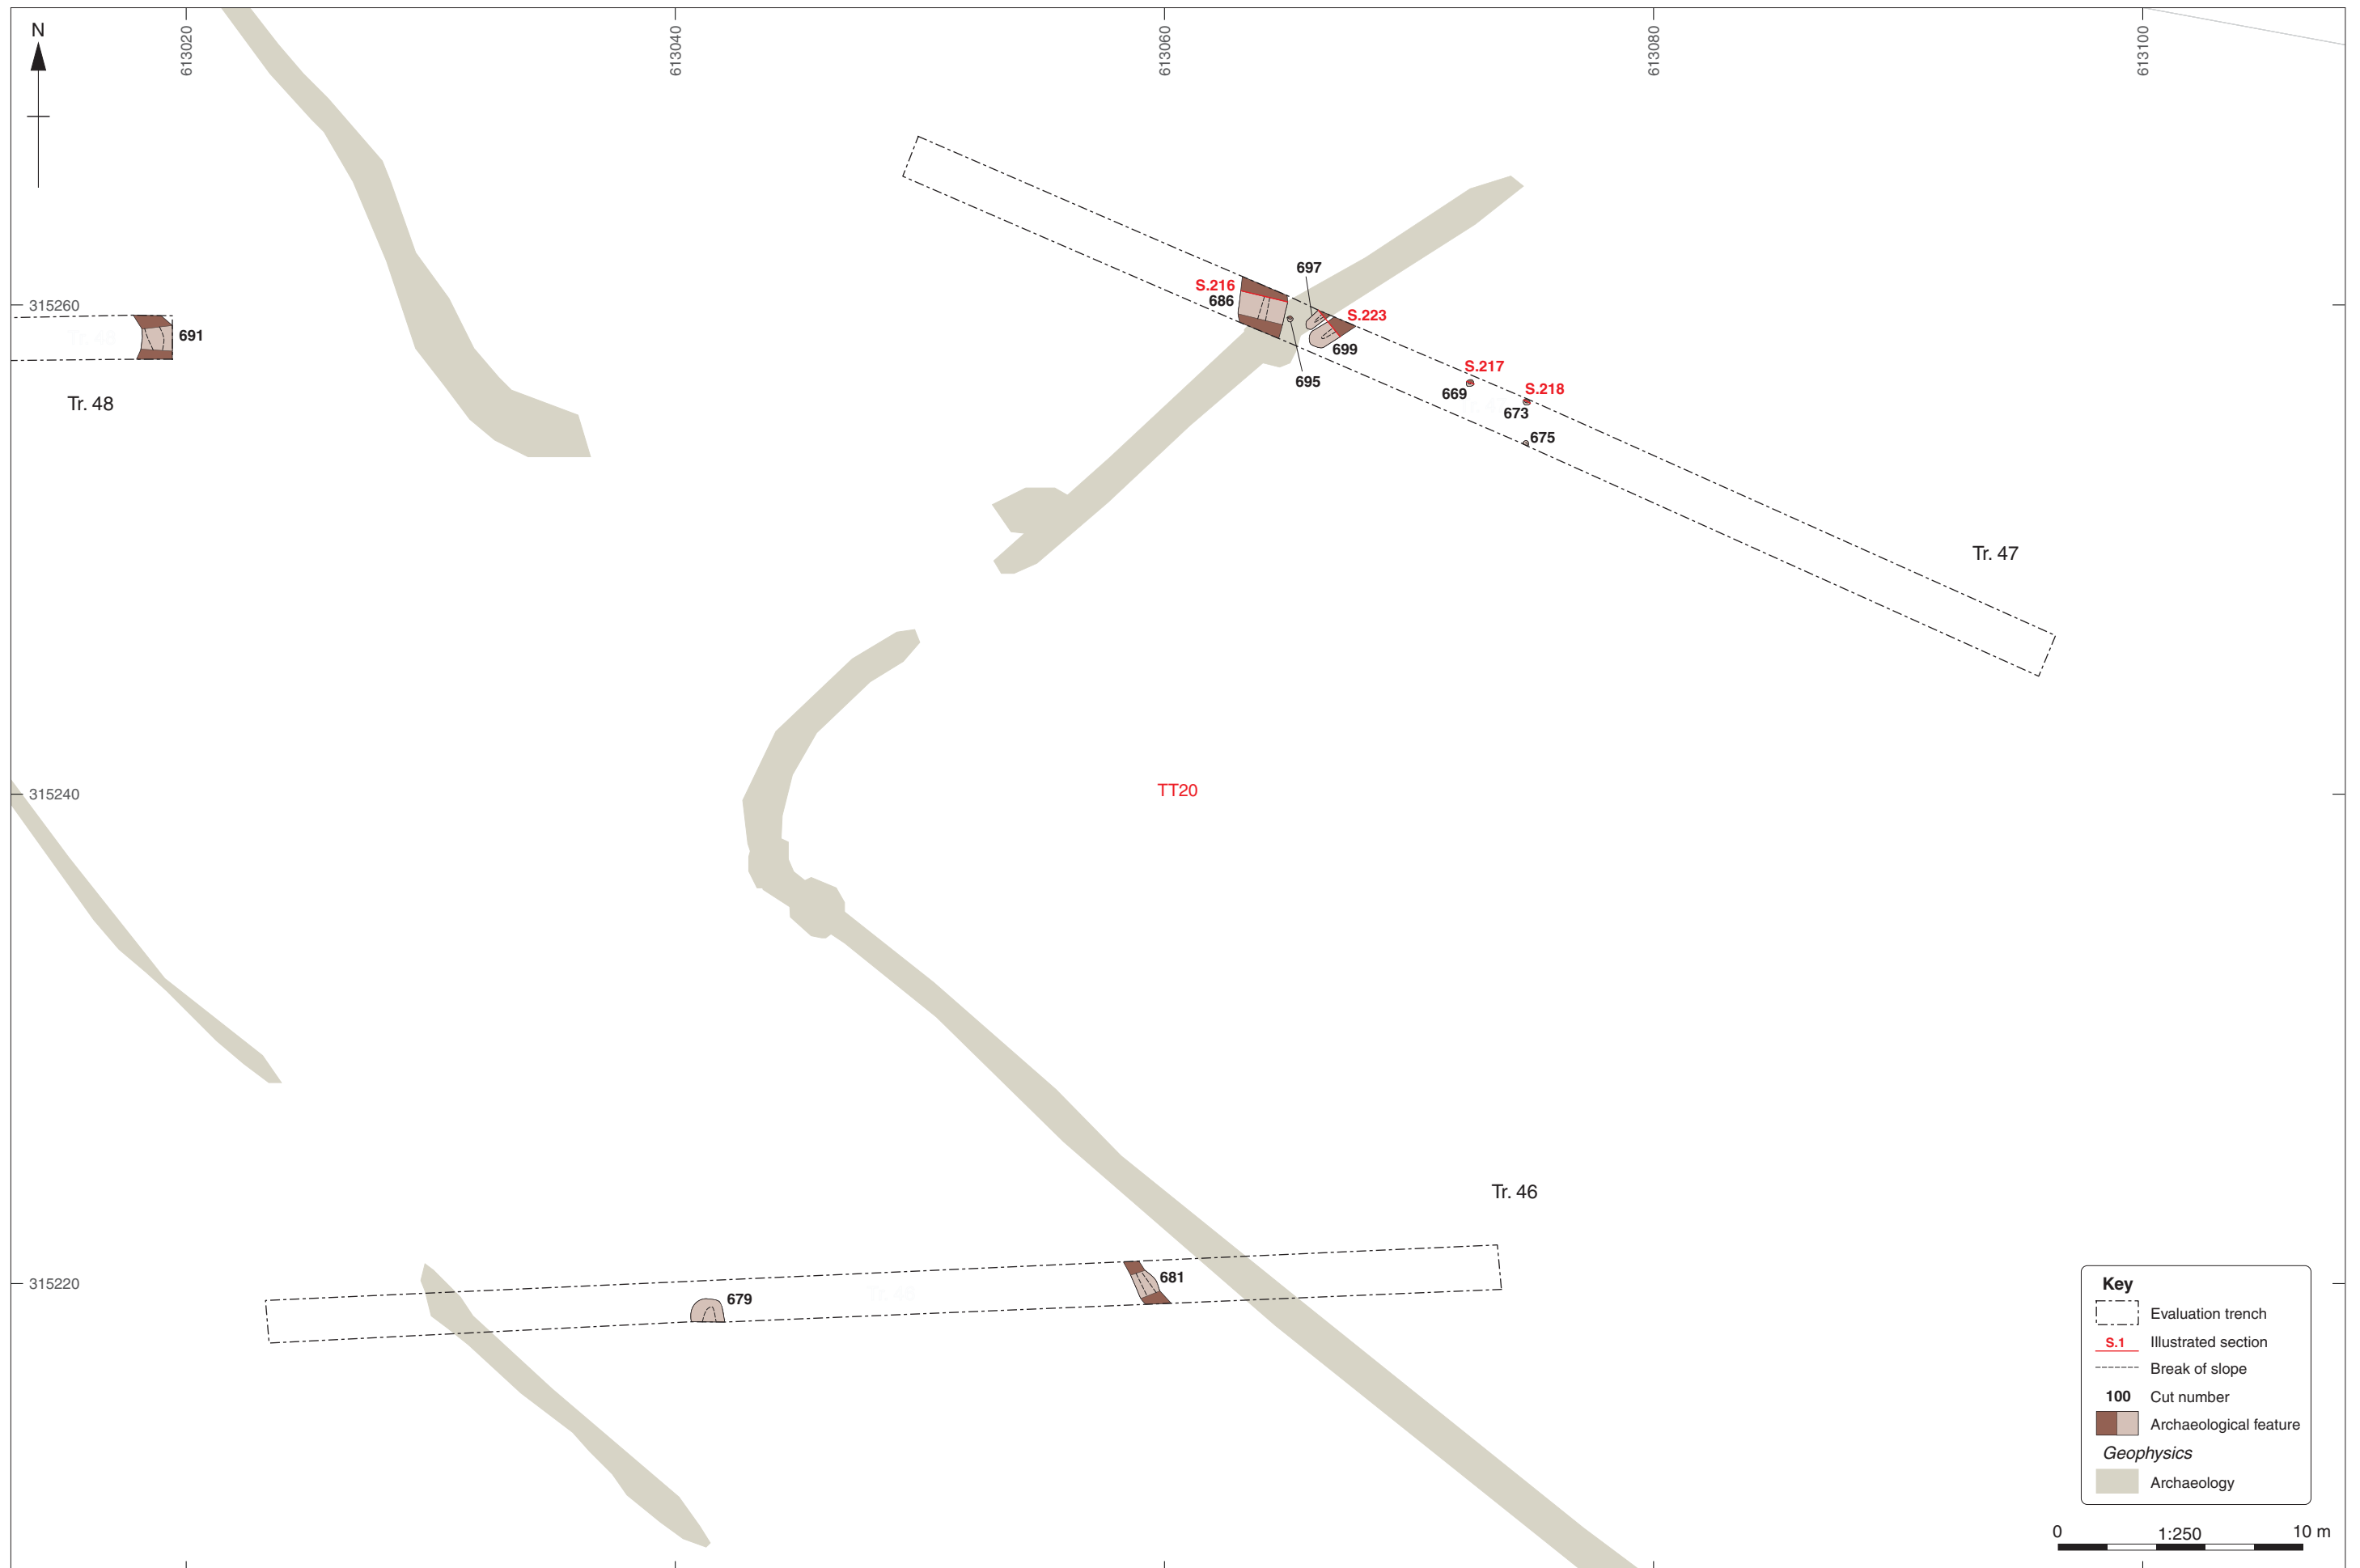 N
613020
613040
613060
613080
613100
315260
315240
315220
697
S.216
686
S.223
699
695
691
Tr. 48
Tr. 48
S.217
669
S.218
673
675
Tr. 47
TT20
Tr. 46
681
679
Key
Evaluation trench
S.1 Illustrated section
Break of slope
100 Cut number
Archaeological feature
Geophysics
Archaeology
0 1:250 10 m